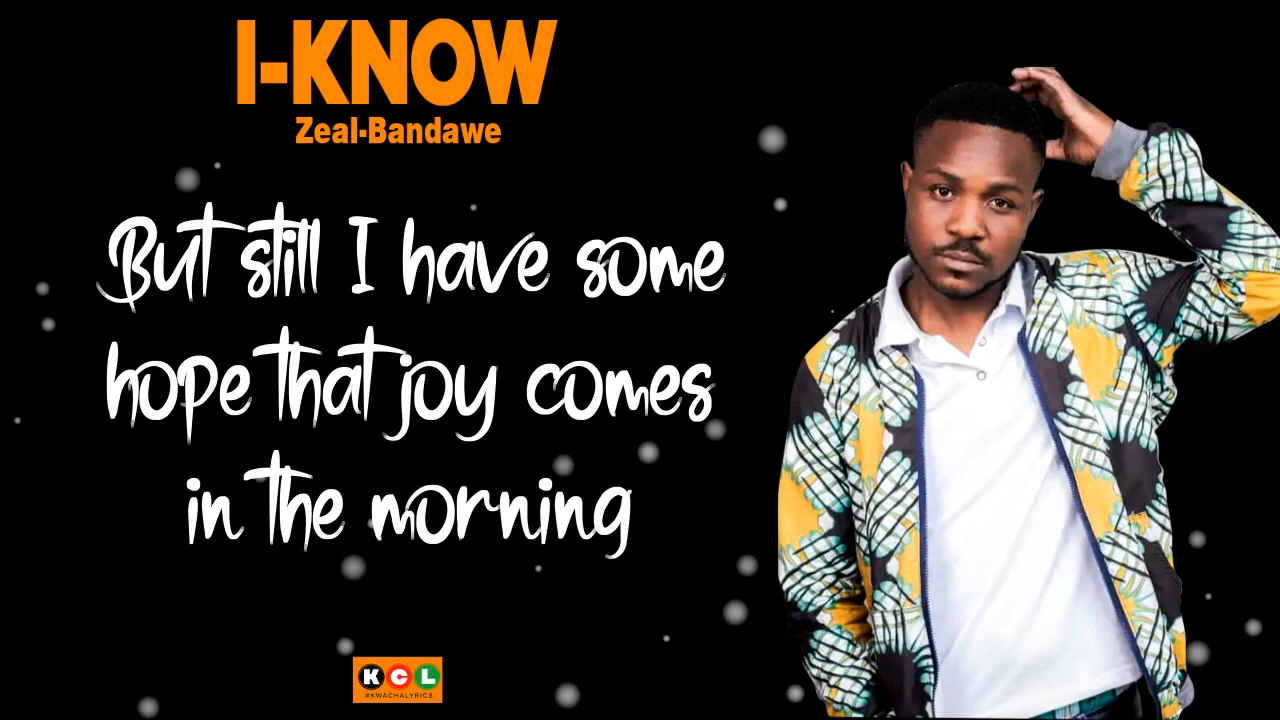 I-KNOW
Zeal-Bandawe
But still I have some
hope that joy comes
in the morning
KCL
#KWACHALYRICS